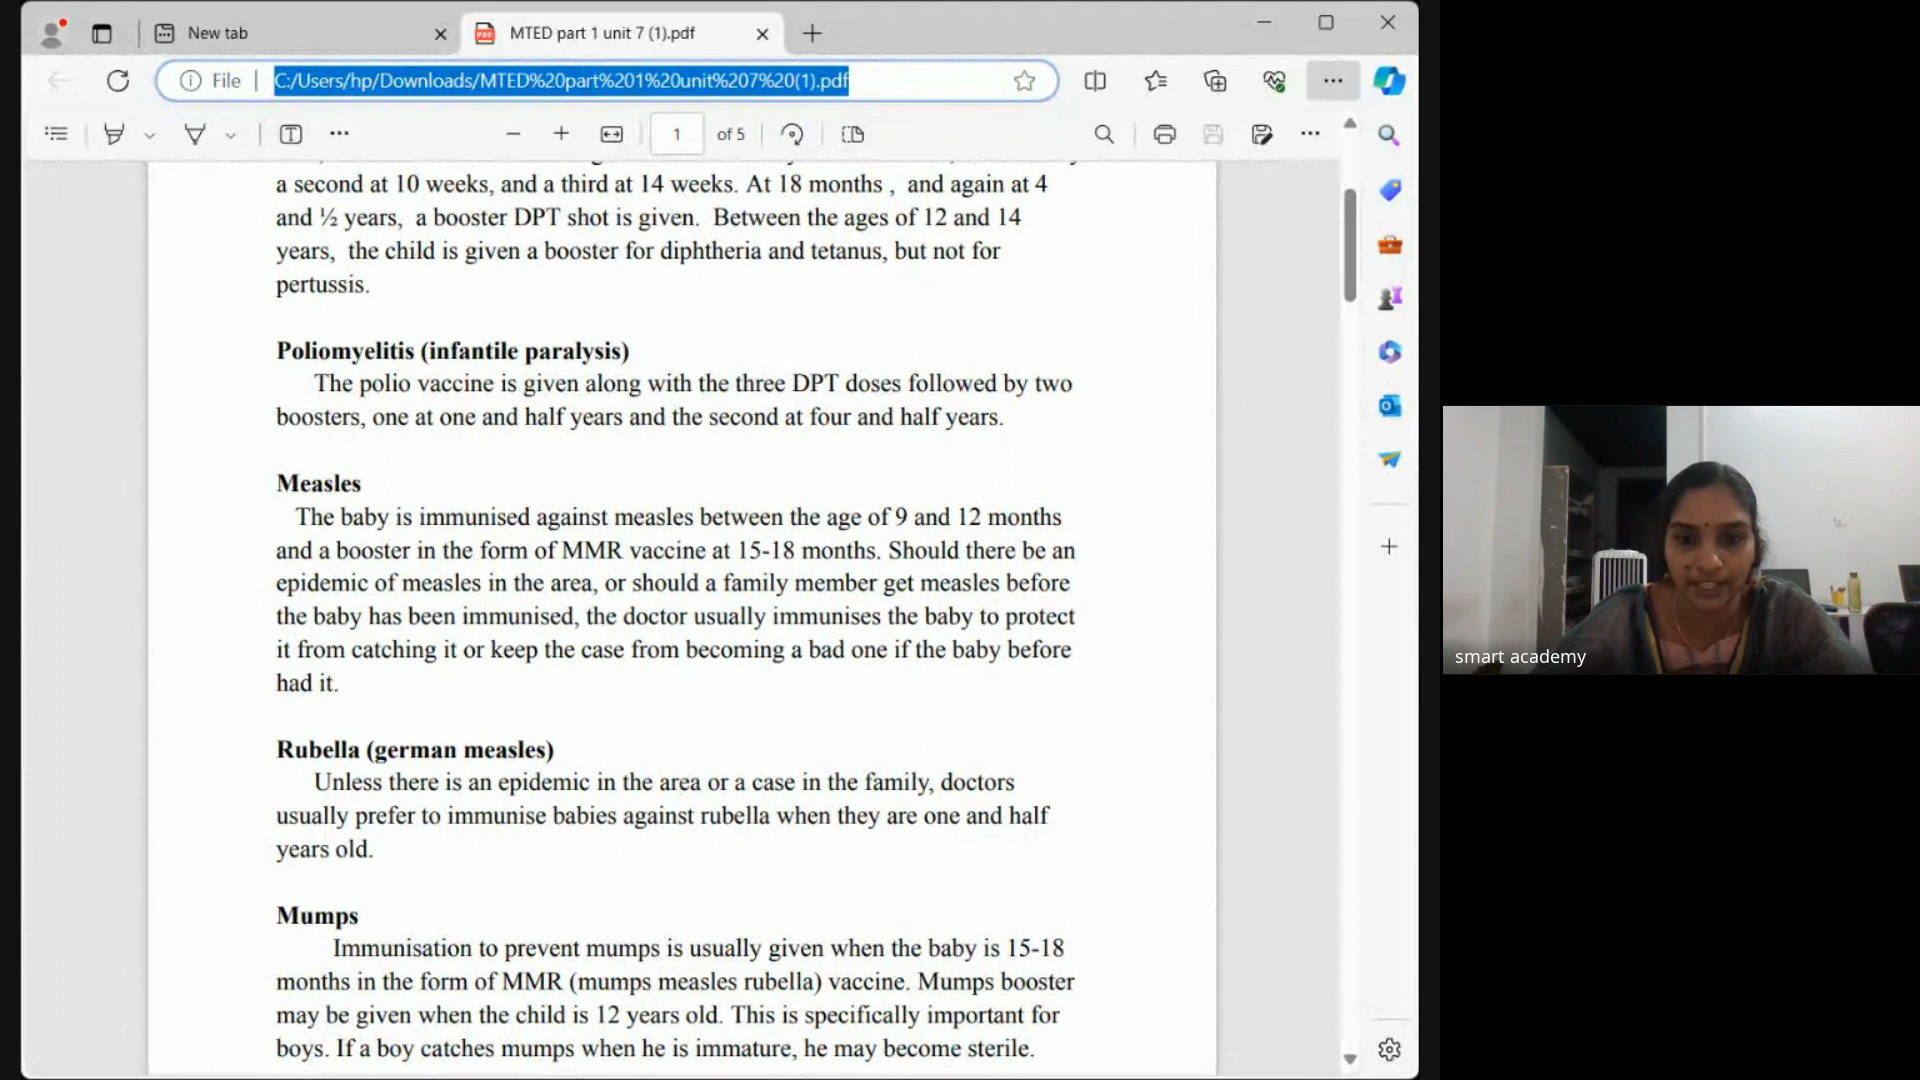 New tab
MTED part 1 unit 7 (1).pdf
File
C:/Users/hp/Downloads/MTED%20part%201%20unit%207%20(1).pdf
1 of 5
a second at 10 weeks, and a third at 14 weeks. At 18 months , and again at 4
and ½ years, a booster DPT shot is given. Between the ages of 12 and 14
years, the child is given a booster for diphtheria and tetanus, but not for
pertussis.
Poliomyelitis (infantile paralysis)
The polio vaccine is given along with the three DPT doses followed by two
boosters, one at one and half years and the second at four and half years.
Measles
The baby is immunised against measles between the age of 9 and 12 months
and a booster in the form of MMR vaccine at 15-18 months. Should there be an
epidemic of measles in the area, or should a family member get measles before
the baby has been immunised, the doctor usually immunises the baby to protect
it from catching it or keep the case from becoming a bad one if the baby before
had it.
Rubella (german measles)
Unless there is an epidemic in the area or a case in the family, doctors
usually prefer to immunise babies against rubella when they are one and half
years old.
Mumps
Immunisation to prevent mumps is usually given when the baby is 15-18
months in the form of MMR (mumps measles rubella) vaccine. Mumps booster
may be given when the child is 12 years old. This is specifically important for
boys. If a boy catches mumps when he is immature, he may become sterile.
smart academy